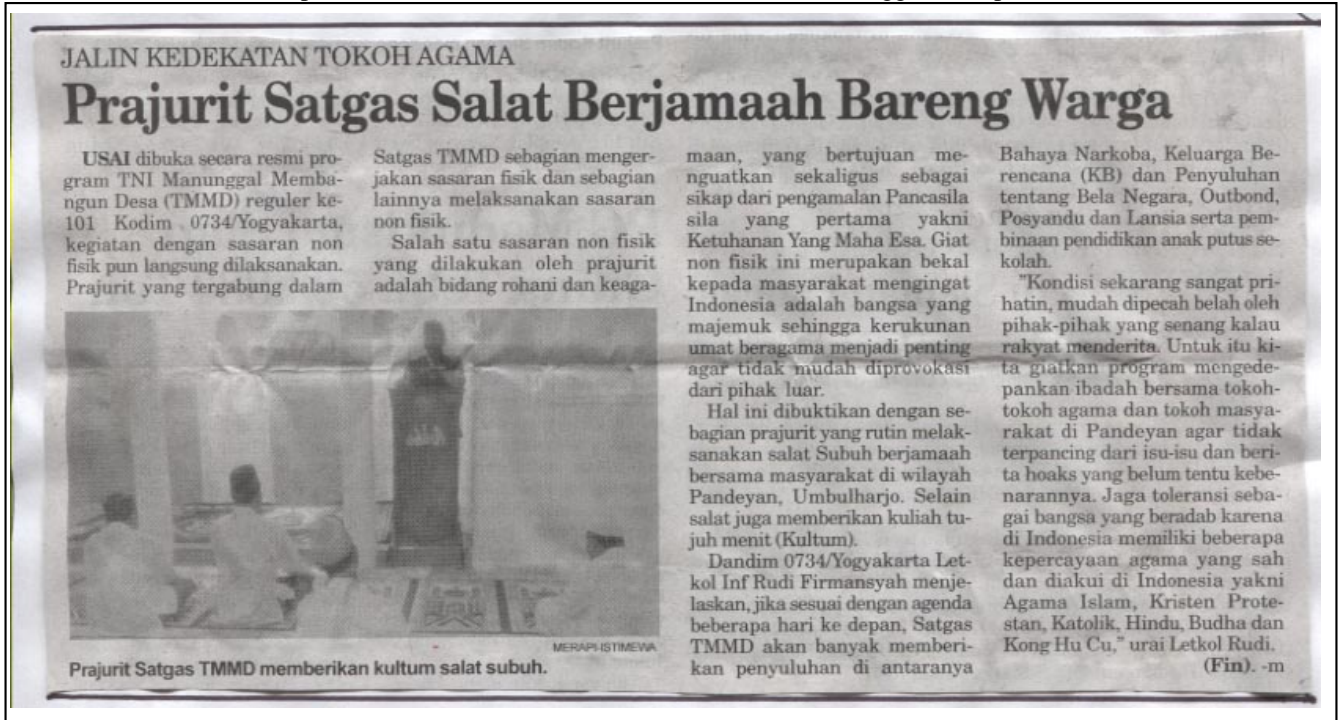 JALIN KEDEKATAN TOKOH AGAMA
Prajurit Satgas Salat Berjamaah Bareng Warga
USAI dibuka secara resmi pro-
gram TNI Manunggal Memba-
ngun Desa (TMMD) reguler ke-
101 Kodim 0734/Yogyakarta,
kegiatan dengan sasaran non
fisik pun langsung dilaksanakan.
Prajurit yang tergabung dalam
Satgas TMMD sebagian menger-
jakan sasaran fisik dan sebagian
lainnya melaksanakan sasaran
non fisik.
Salah satu sasaran non fisik
yang dilakukan oleh prajurit
adalah bidang rohani dan keaga-
maan, yang bertujuan me-
nguatkan sekaligus sebagai
sikap dari pengamalan Pancasila
sila yang pertama yakni
Ketuhanan Yang Maha Esa. Giat
non fisik ini merupakan bekal
kepada masyarakat mengingat
Indonesia adalah bangsa yang
majemuk sehingga kerukunan
umat beragama menjadi penting
agar tidak mudah diprovokasi
dari pihak luar.
Hal ini dibuktikan dengan se-
bagian prajurit yang rutin melak-
sanakan salat Subuh berjamaah
bersama masyarakat di wilayah
Pandeyan, Umbulharjo. Selain
salat juga memberikan kuliah tu-
juh menit (Kultum).
Dandim 0734/Yogyakarta Let-
kol Inf Rudi Firmansyah menje-
laskan, jika sesuai dengan agenda
beberapa hari ke depan, Satgas
TMMD akan banyak memberi-
kan penyuluhan di antaranya
Bahaya Narkoba, Keluarga Be-
rencana (KB) dan Penyuluhan
tentang Bela Negara, Outbond,
Posyandu dan Lansia serta pem-
binaan pendidikan anak putus se-
kolah.
"Kondisi sekarang sangat pri-
hatin, mudah dipecah belah oleh
pihak-pihak yang senang kalau
rakyat menderita. Untuk itu ki-
ta giatkan program mengede-
pankan ibadah bersama tokoh-
tokoh agama dan tokoh masya-
rakat di Pandeyan agar tidak
terpancing dari isu-isu dan beri-
ta hoaks yang belum tentu kebe-
narannya. Jaga toleransi seba-
gai bangsa yang beradab karena
di Indonesia memiliki beberapa
kepercayaan agama yang sah
dan diakui di Indonesia yakni
Agama Islam, Kristen Prote-
stan, Katolik, Hindu, Budha dan
Kong Hu Cu," urai Letkol Rudi.
(Fin). -m
MERAPI-ISTIMEWA
Prajurit Satgas TMMD memberikan kultum salat subuh.